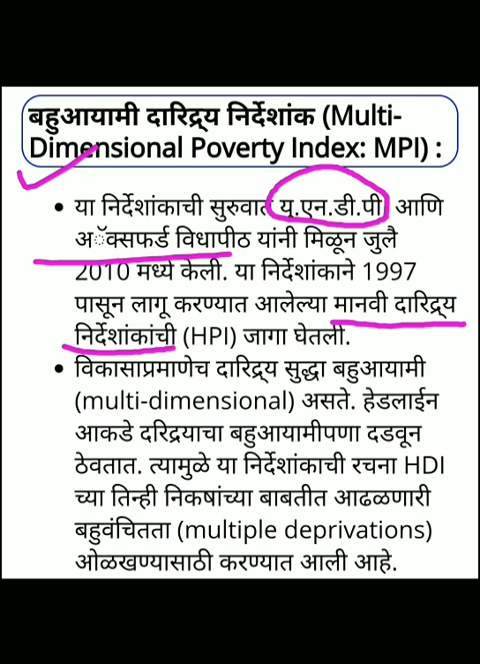 बहुआयामी दारिद्र्य निर्देशांक (Multi-
Dimensional Poverty Index: MPI) :
• या निर्देशांकाची सुरुवात यू.एन.डी.पी. आणि
अॅक्सफर्ड विधापीठ यांनी मिळून जुलै
2010 मध्ये केली. या निर्देशांकाने 1997
पासून लागू करण्यात आलेल्या मानवी दारिद्र्य
निर्देशांकांची (HPI) जागा घेतली.
• विकासाप्रमाणेच दारिद्र्य सुद्धा बहुआयामी
(multi-dimensional) असते. हेडलाईन
आकडे दरिद्रयाचा बहुआयामीपणा दडवून
ठेवतात. त्यामुळे या निर्देशांकाची रचना HDI
च्या तिन्ही निकषांच्या बाबतीत आढळणारी
बहुवंचितता (multiple deprivations)
ओळखण्यासाठी करण्यात आली आहे.